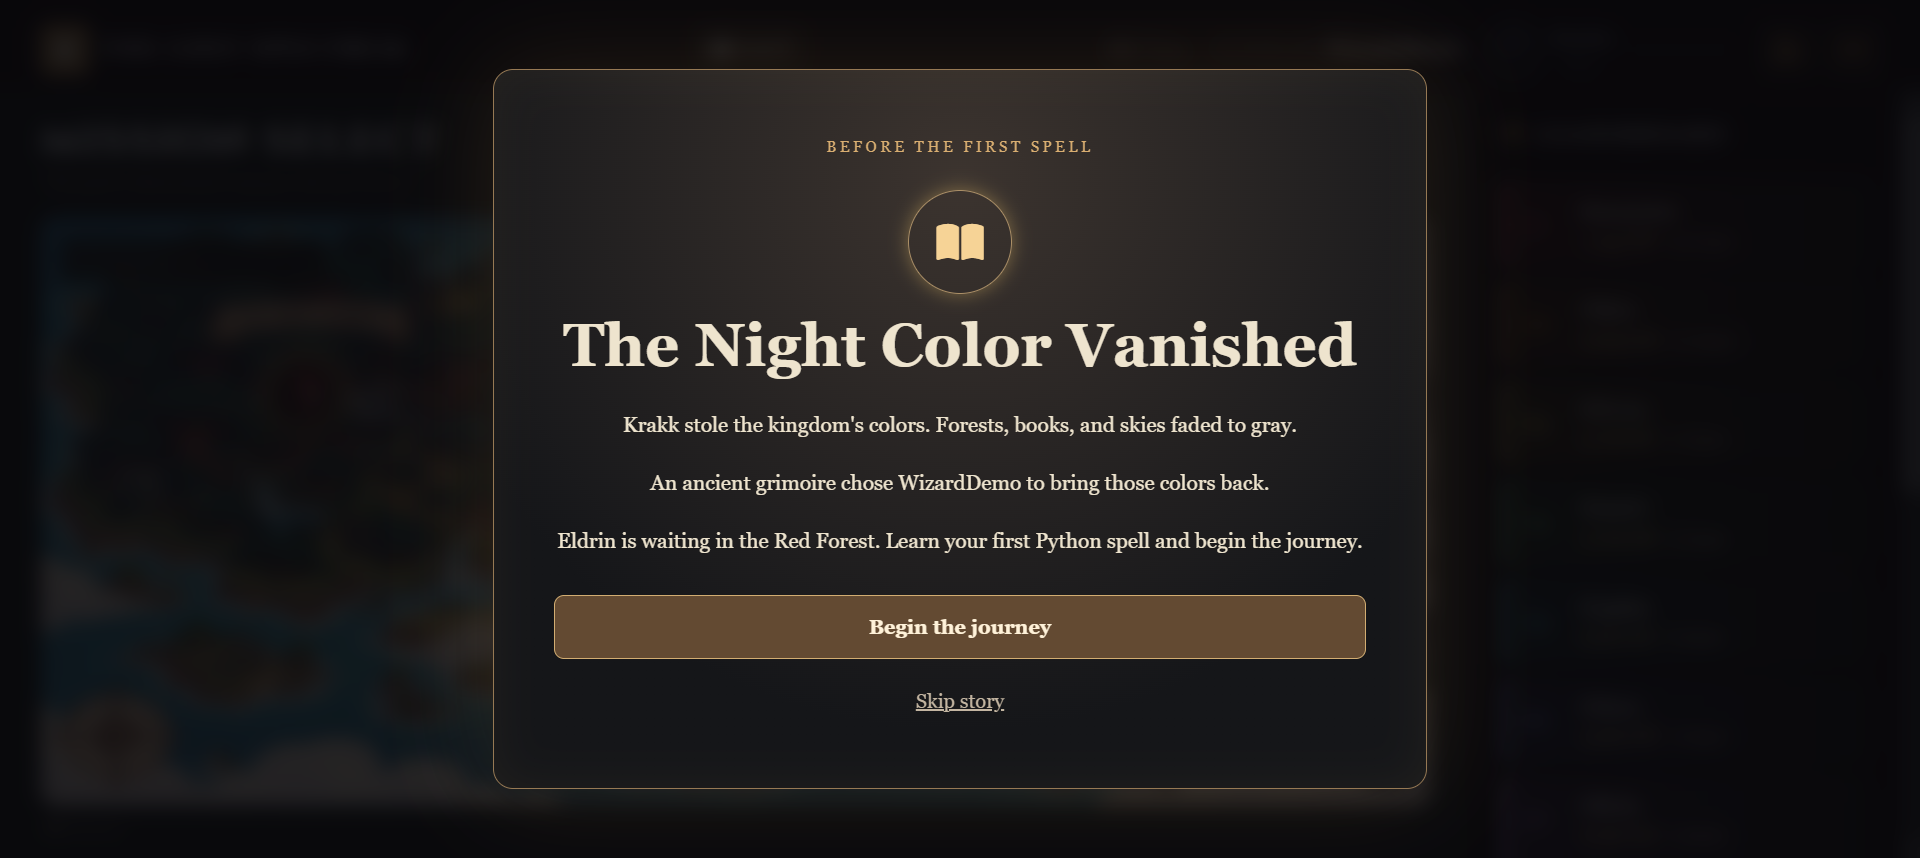 BEFORE THE FIRST SPELL
The Night Color Vanished
Krakk stole the kingdom's colors. Forests, books, and skies faded to gray.
An ancient grimoire chose WizardDemo to bring those colors back.
Eldrin is waiting in the Red Forest. Learn your first Python spell and begin the journey.
Begin the journey
Skip story